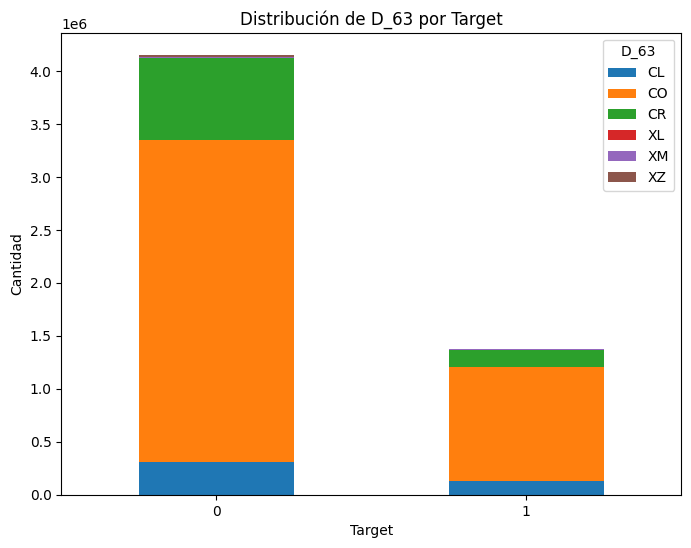 Distribución de D_63 por Target
1e6
4.0
3.5
3.0
2.5
2.0
1.5
1.0
0.5
0.0
Cantidad
D_63
CL
CO
CR
XL
XM
XZ
0
1
Target